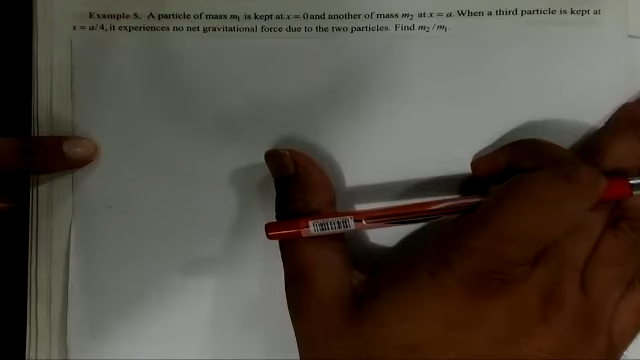 Example 5. A particle of mass m₁ is kept at x = 0 and another of mass m₂ at x = a. When a third particle is kept at
x = a/4, it experiences no net gravitational force due to the two particles. Find m₂/m₁.